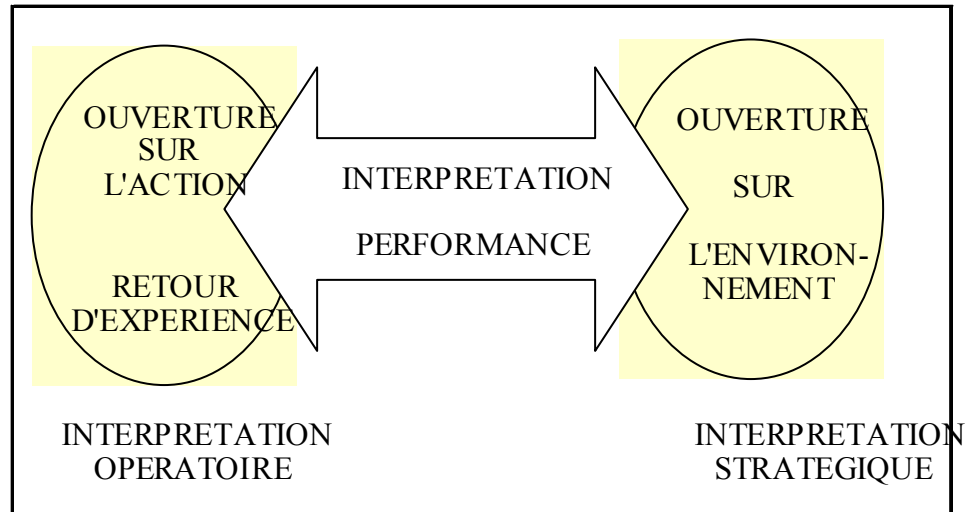 OUVERTURE
SUR
L'ACTION
RETOUR
D'EXPERIENCE
INTERPRETATION
PERFORMANCE
OUVERTURE
SUR
L'ENVIRON-
NEMENT
INTERPRETATION
OPERATOIRE
INTERPRETATION
STRATEGIQUE